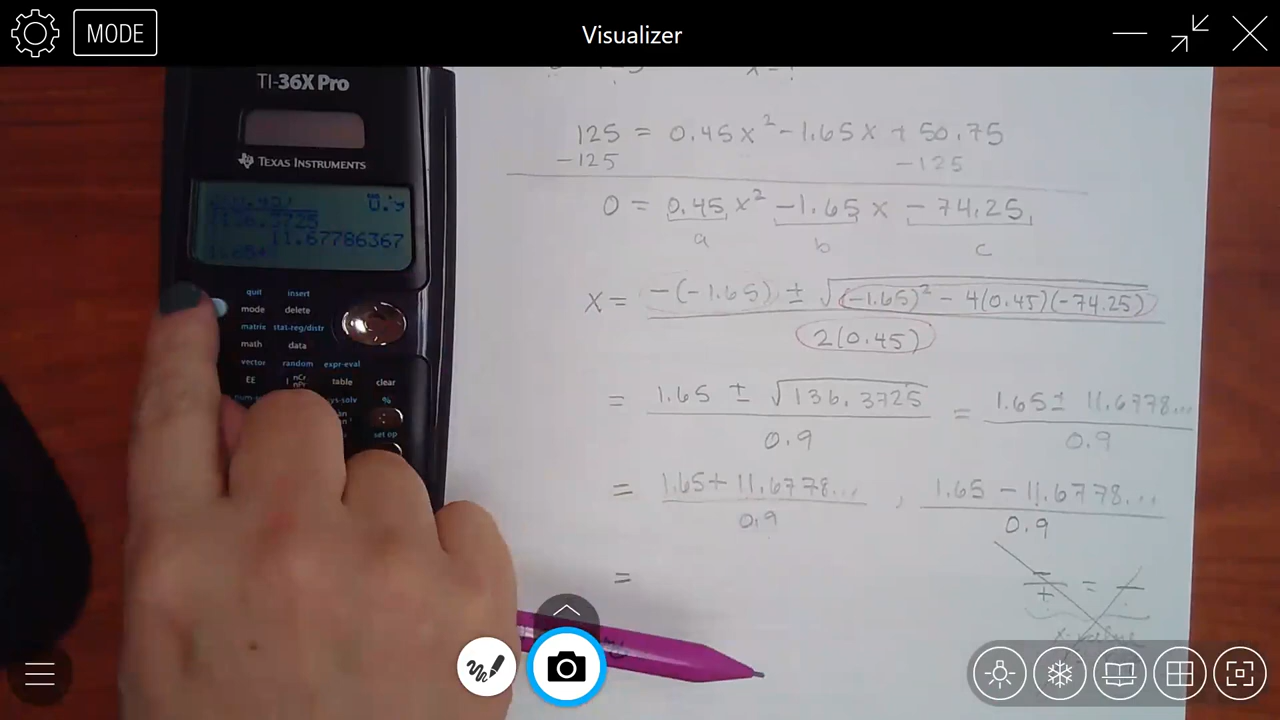 MODE
Visualizer
TI-36X Pro
TEXAS INSTRUMENTS
11.67786367
quit insert
mode delete
matrix stat-reg/distr
math data
vector random expr-eval
EE nCr nPr table clear
%
set op
125 = 0.45x² - 1.65x + 50.75
-125 -125
0 = 0.45x² - 1.65x - 74.25
a b c
x = -(-1.65) ± √(-1.65)² - 4(0.45)(-74.25)
2(0.45)
= 1.65 ± √136.3725 = 1.65 ± 11.6778...
0.9 0.9
= 1.65 + 11.6778... , 1.65 - 11.6778...
0.9 0.9
= - = -
+